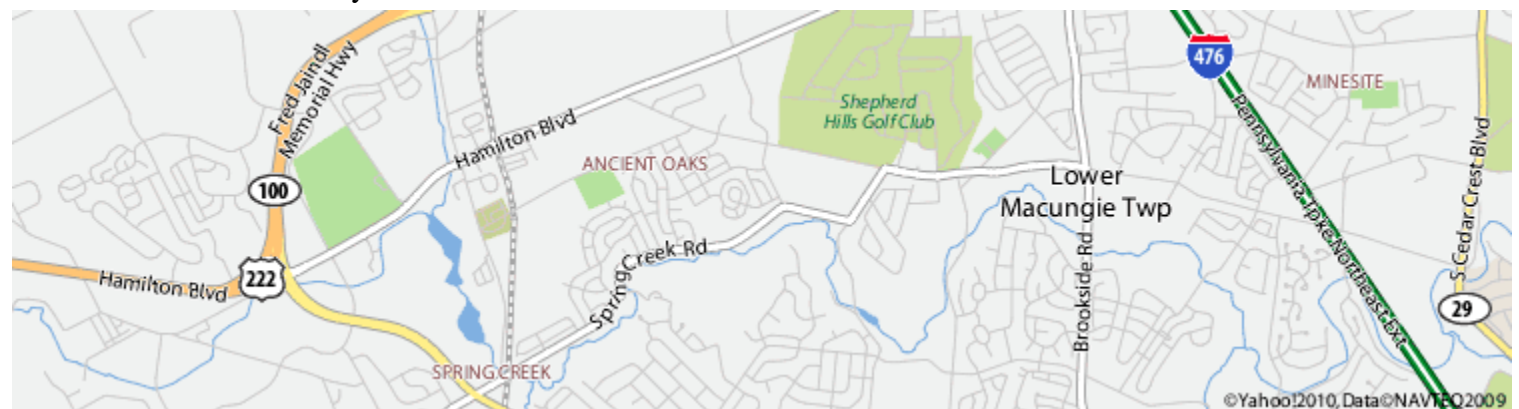 476
MINESITE
Fred Jaindl
Memorial Hwy
Shepherd
Hills Golf Club
Hamilton Blvd
ANCIENT OAKS
Pennsylvania Tpke Northeast Ext
S Cedar Crest Blvd
100
Lower
Macungie Twp
Spring Creek Rd
Brookside Rd
Hamilton Blvd
222
29
SPRING CREEK
©Yahoo!2010, Data©NAVTEQ2009